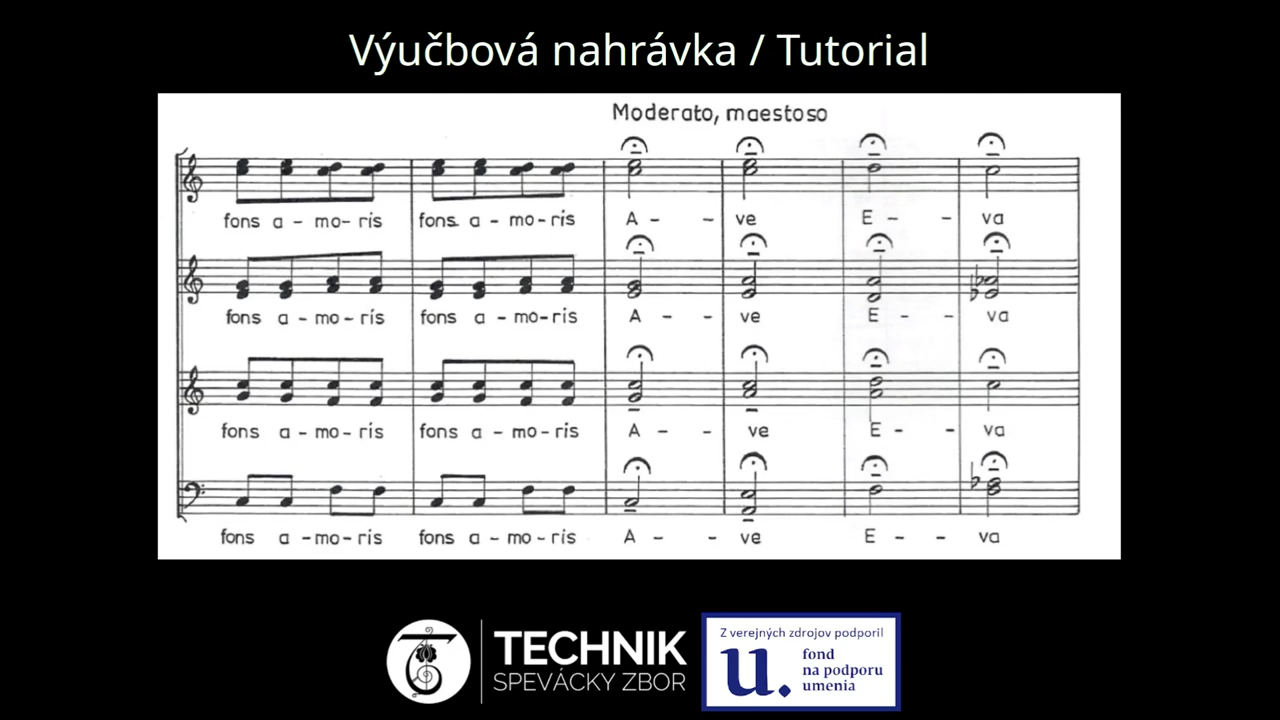 Výučbová nahrávka / Tutorial
Moderato, maestoso
fons a - mo - ris fons a - mo - ris A - - ve E - - va
fons a - mo - rís fons a - mo - ris A - - ve E - - va
fons a - mo - ris fons a - mo - ris A - - ve E - - va
fons a - mo - ris fons a - mo - ris A - - ve E - - va
TECHNIK
SPEVÁCKY ZBOR
Z verejných zdrojov podporil
u.
fond
na podporu
umenia